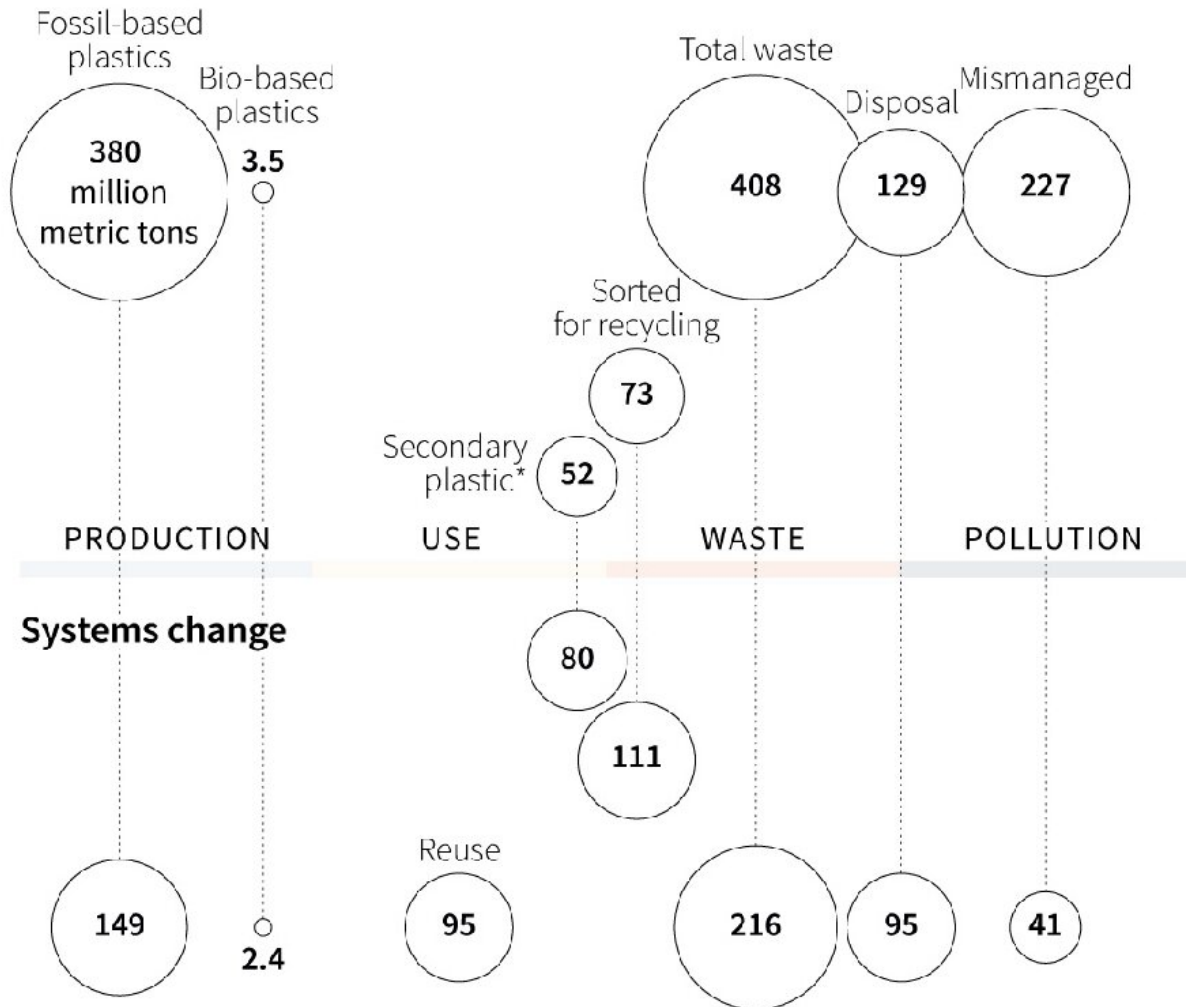 Fossil-based
plastics
Bio-based
plastics
380
million
metric tons
3.5
Total waste
408
Disposal
129
Mismanaged
227
Sorted
for recycling
73
Secondary
plastic*
52
PRODUCTION
USE
WASTE
POLLUTION
Systems change
80
111
149
2.4
Reuse
95
216
95
41